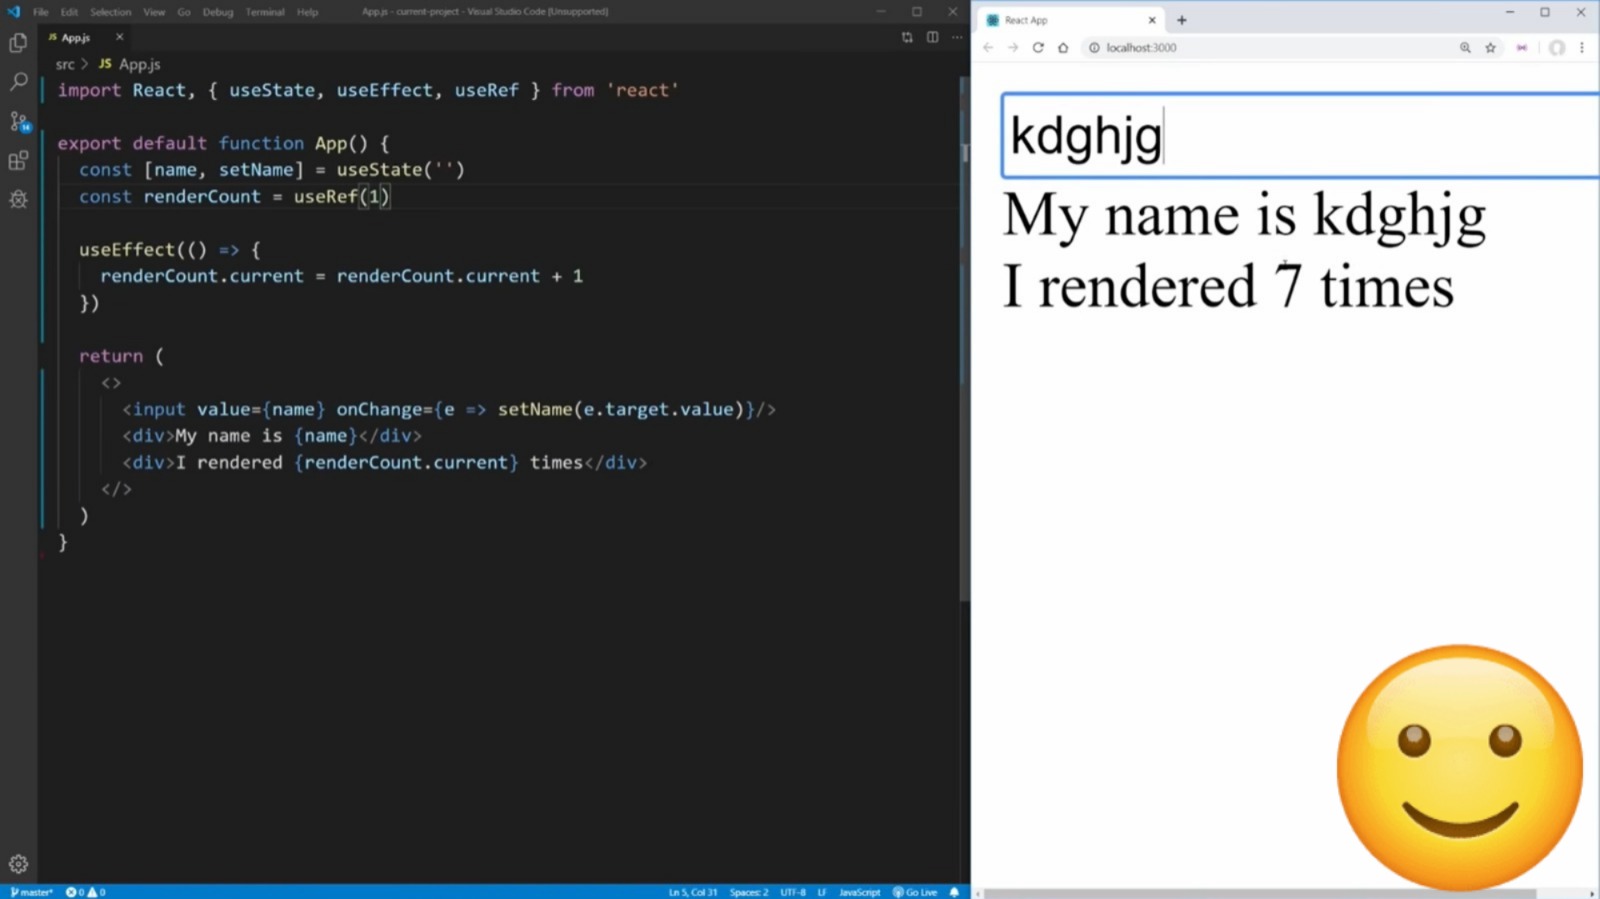 File Edit Selection View Go Debug Terminal Help
App.js - current-project - Visual Studio Code [Unsupported]
JS App.js
src > JS App.js
import React, { useState, useEffect, useRef } from 'react'
export default function App() {
const [name, setName] = useState('')
const renderCount = useRef(1)
useEffect(() => {
renderCount.current = renderCount.current + 1
})
return (
<>
<input value={name} onChange={e => setName(e.target.value)}/>
<div>My name is {name}</div>
<div>I rendered {renderCount.current} times</div>
</>
)
}
14
master* 0 0
Ln 5, Col 31 Spaces: 2 UTF-8 LF JavaScript Go Live
React App
localhost:3000
kdghjg
My name is kdghjg
I rendered 7 times